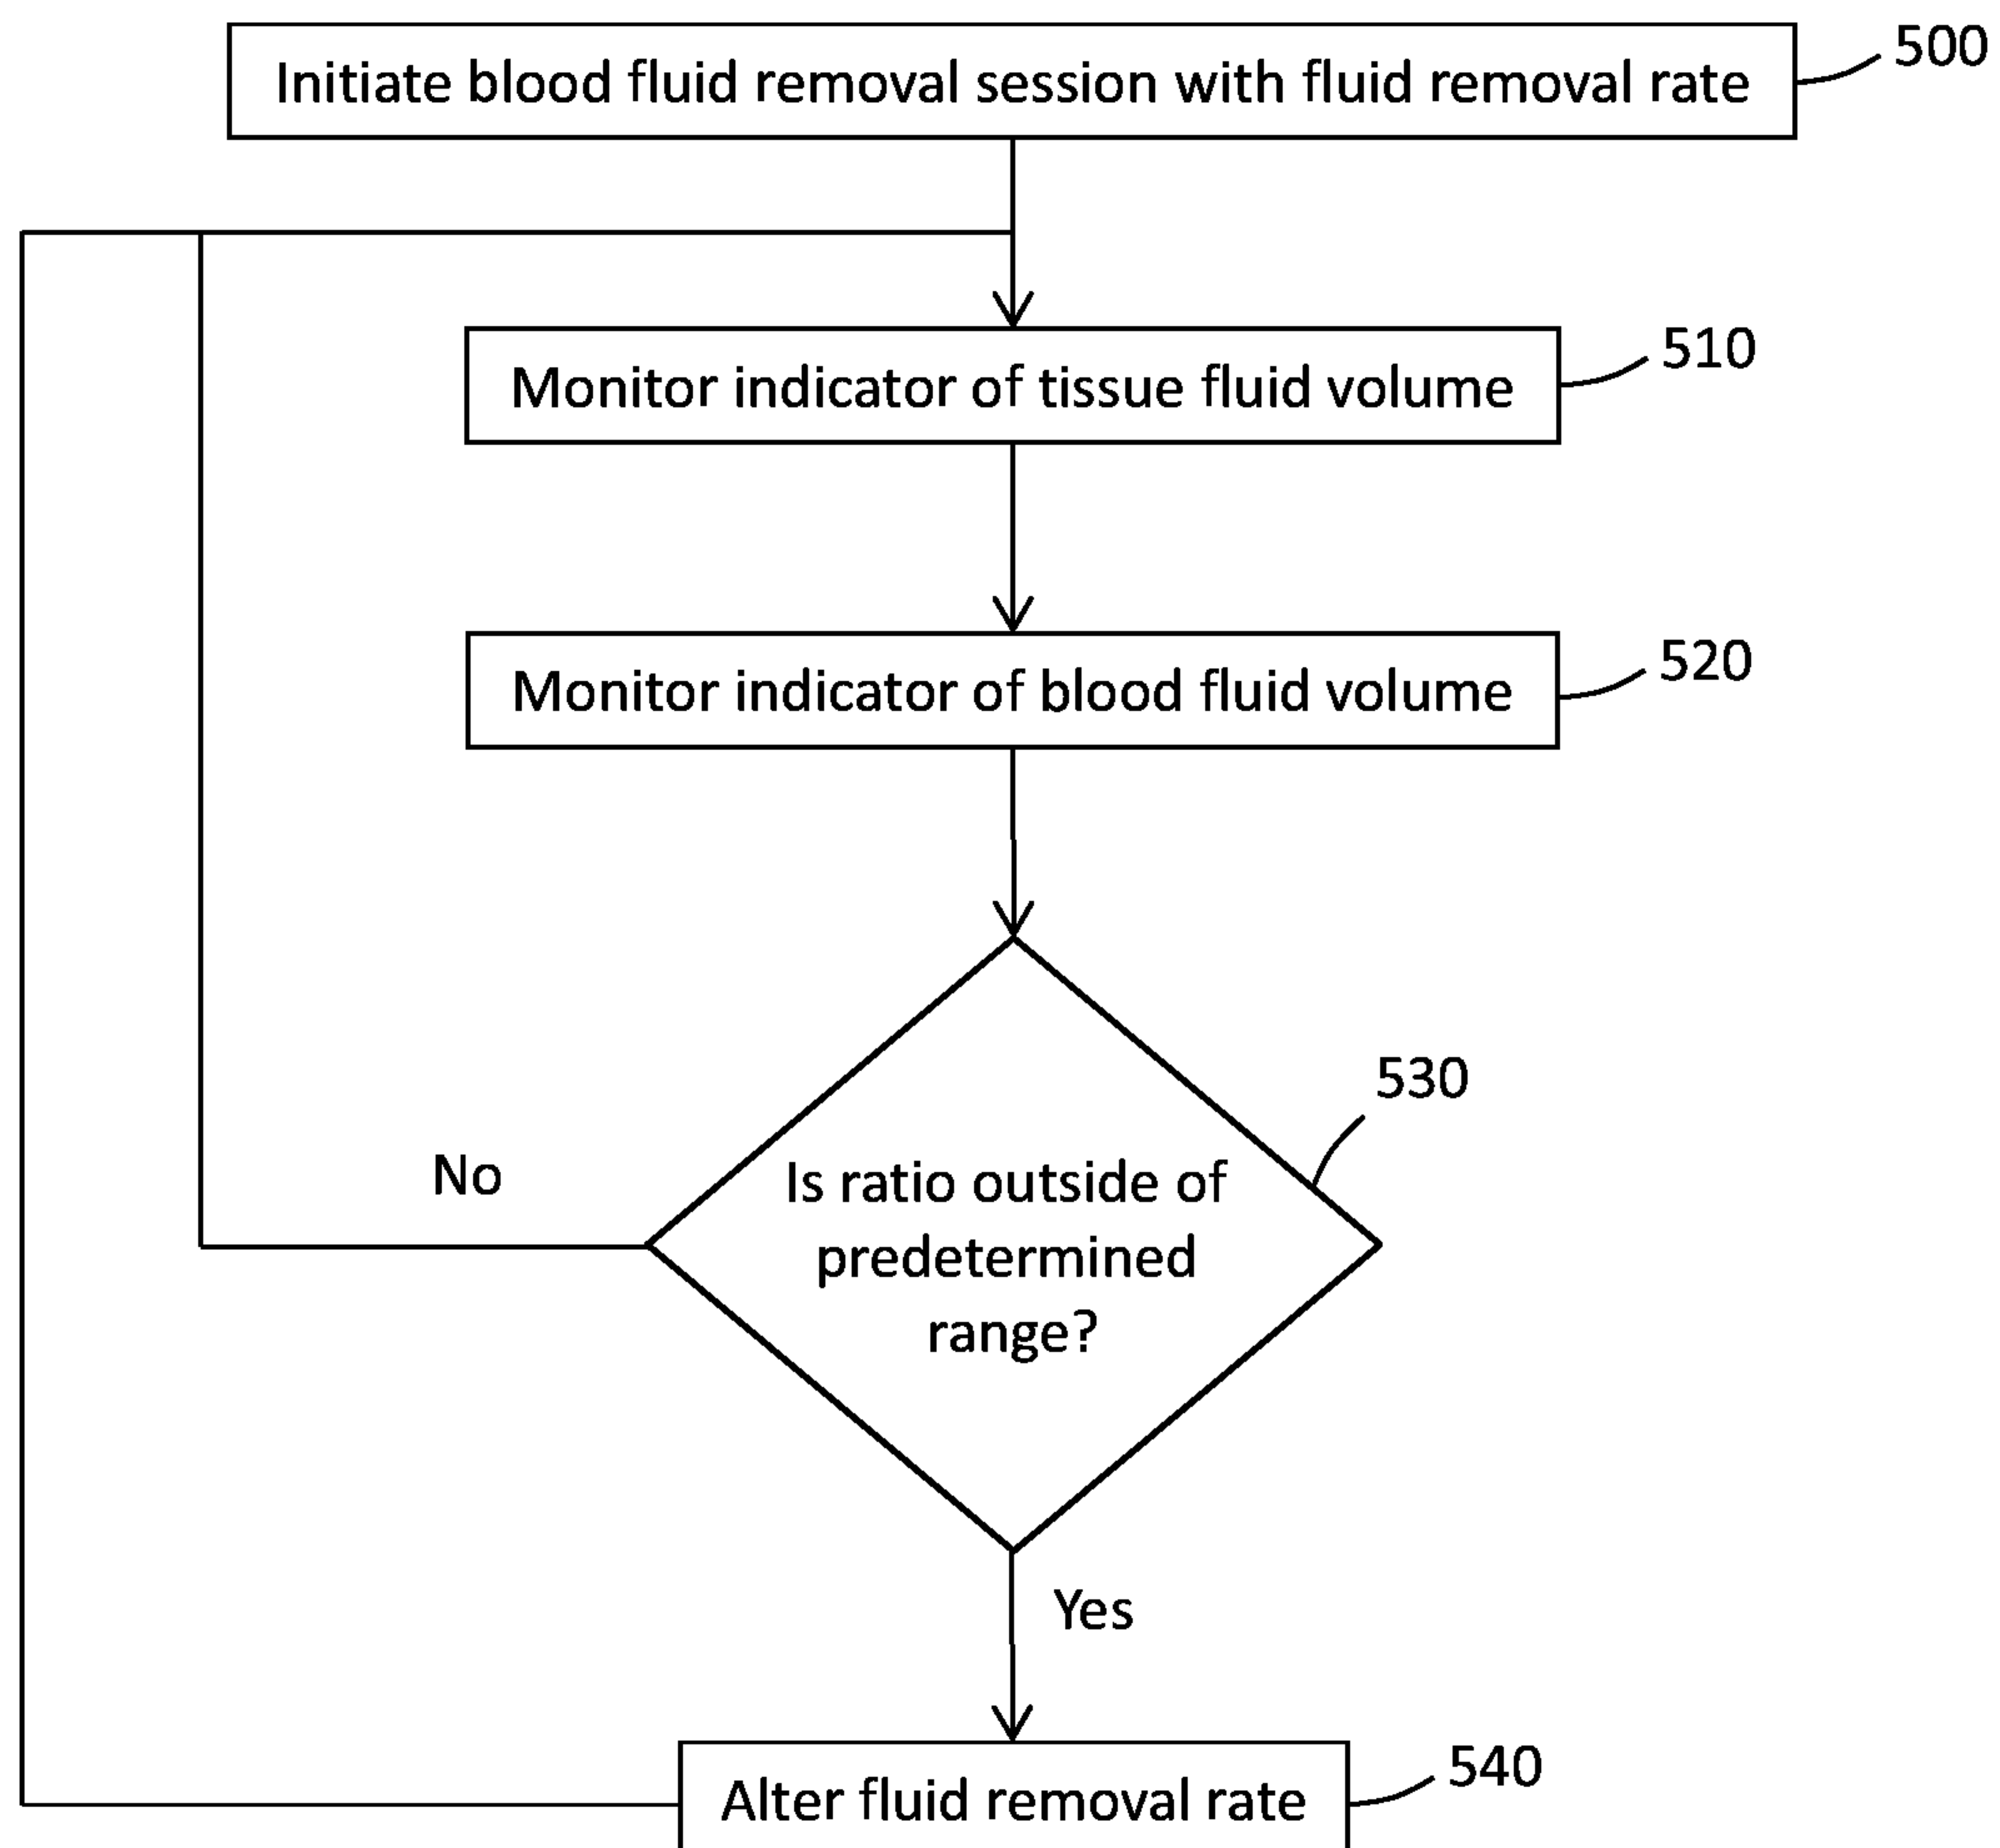 Initiate blood fluid removal session with fluid removal rate
500
Monitor indicator of tissue fluid volume
510
Monitor indicator of blood fluid volume
520
530
Is ratio outside of
predetermined
range?
No
Yes
Alter fluid removal rate
540